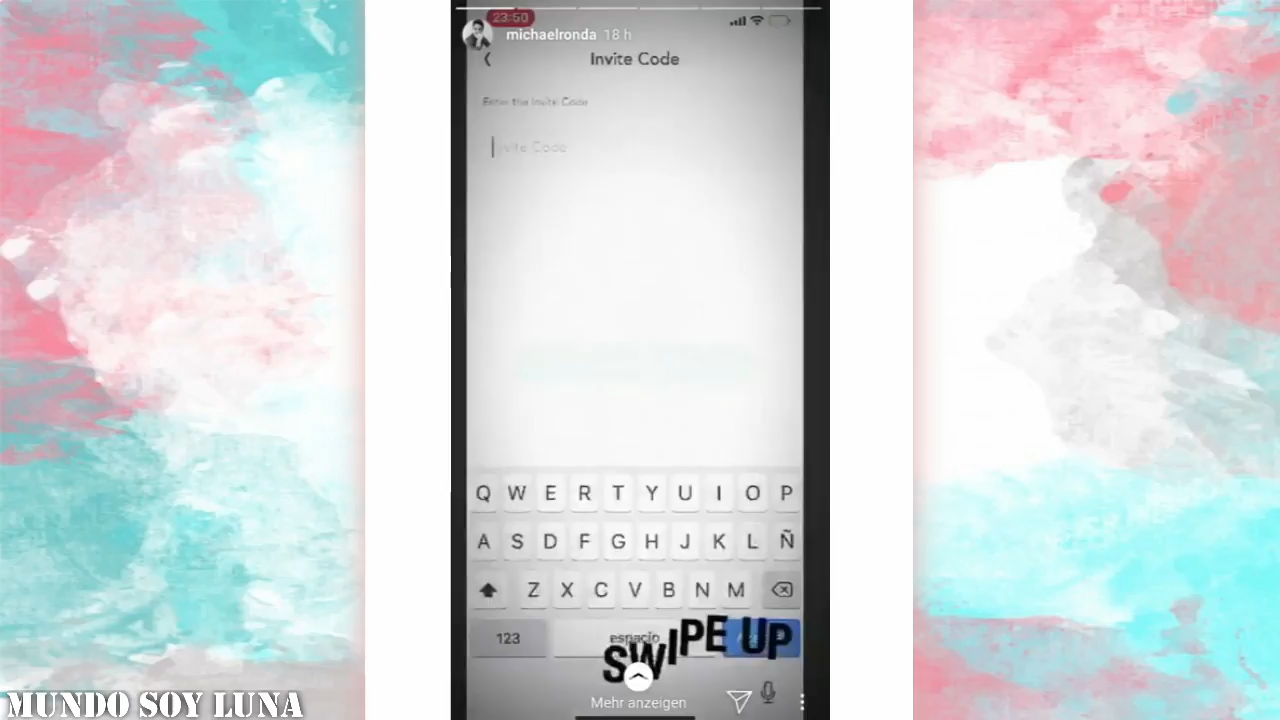 23:50
michaelronda 18 h
Invite Code
Enter the Invite Code
Invite Code
Q W E R T Y U I O P
A S D F G H J K L Ñ
Z X C V B N M
123 espacio
SWIPE UP
Mehr anzeigen
MUNDO SOY LUNA